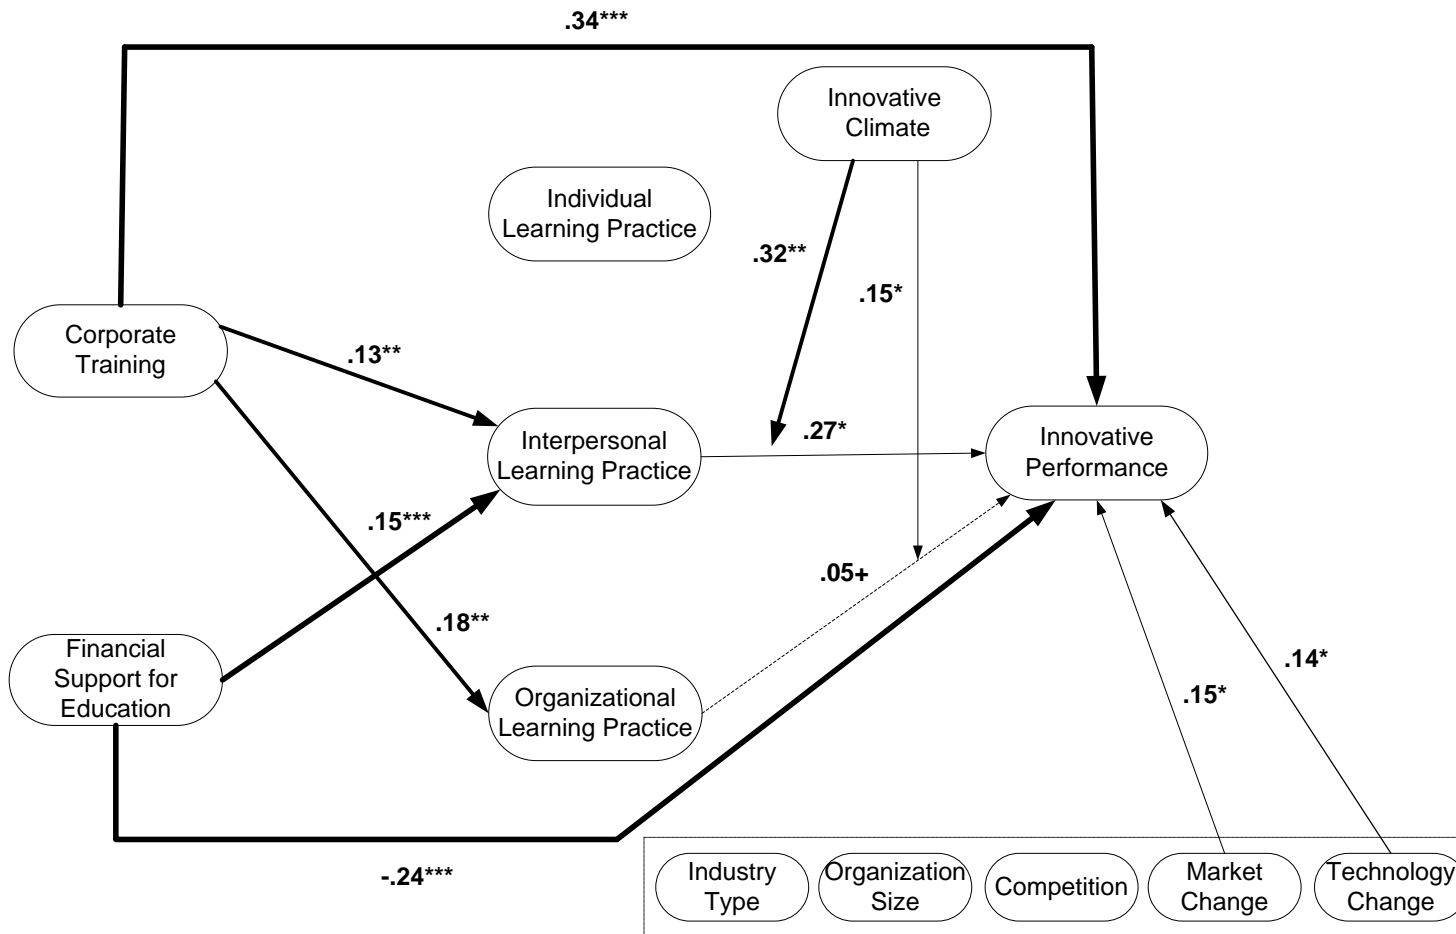 .34***
Innovative
Climate
Individual
Learning Practice
.32**
.15*
Corporate
Training
.13**
Interpersonal
Learning Practice
.27*
Innovative
Performance
.15***
.05+
.18**
Financial
Support for
Education
Organizational
Learning Practice
.14*
.15*
-.24***
Industry
Type
Organization
Size
Competition
Market
Change
Technology
Change